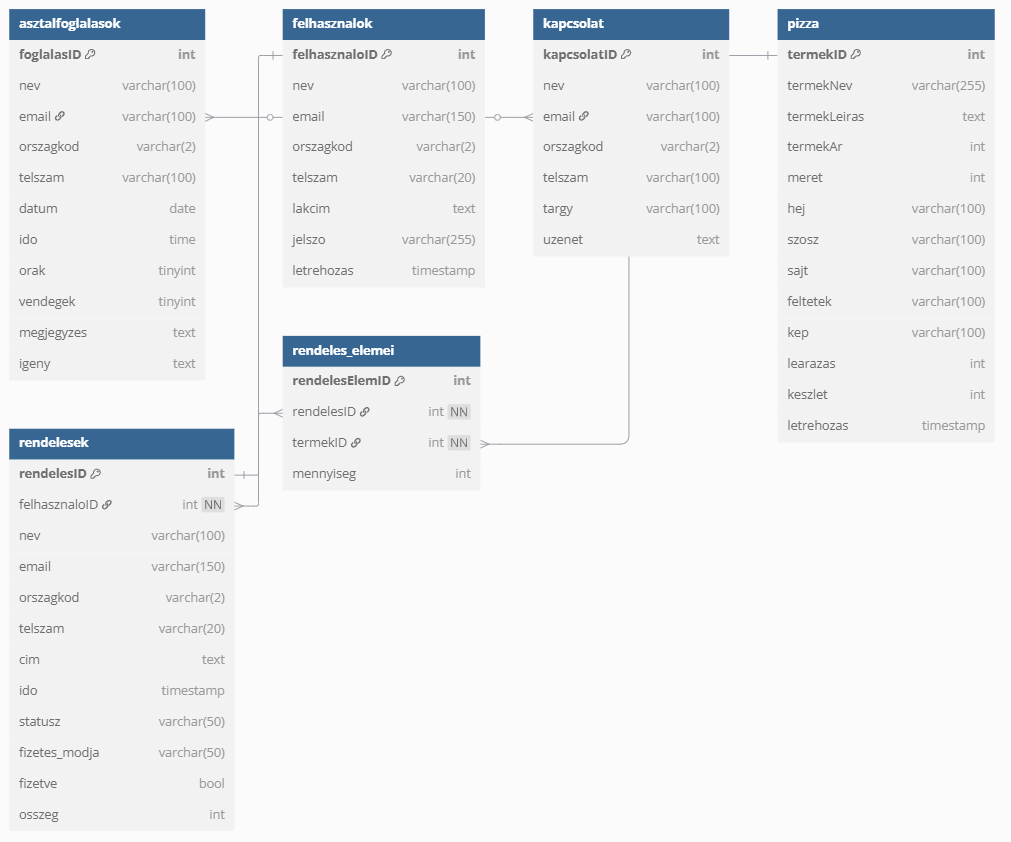 asztalfoglalasok
foglalasID int
nev varchar(100)
email varchar(100)
orszagkod varchar(2)
telszam varchar(100)
datum date
ido time
orak tinyint
vendegek tinyint
megjegyzes text
igeny text
felhasznalok
felhasznaloID int
nev varchar(100)
email varchar(150)
orszagkod varchar(2)
telszam varchar(20)
lakcim text
jelszo varchar(255)
letrehozas timestamp
kapcsolat
kapcsolatID int
nev varchar(100)
email varchar(100)
orszagkod varchar(2)
telszam varchar(100)
targy varchar(100)
uzenet text
pizza
termekID int
termekNev varchar(255)
termekLeiras text
termekAr int
meret int
hej varchar(100)
szosz varchar(100)
sajt varchar(100)
feltetek varchar(100)
kep varchar(100)
learazas int
keszlet int
letrehozas timestamp
rendeles_elemei
rendelesElemID int
rendelesID int NN
termekID int NN
mennyiseg int
rendelesek
rendelesID int
felhasznaloID int NN
nev varchar(100)
email varchar(150)
orszagkod varchar(2)
telszam varchar(20)
cim text
ido timestamp
statusz varchar(50)
fizetes_modja varchar(50)
fizetve bool
osszeg int